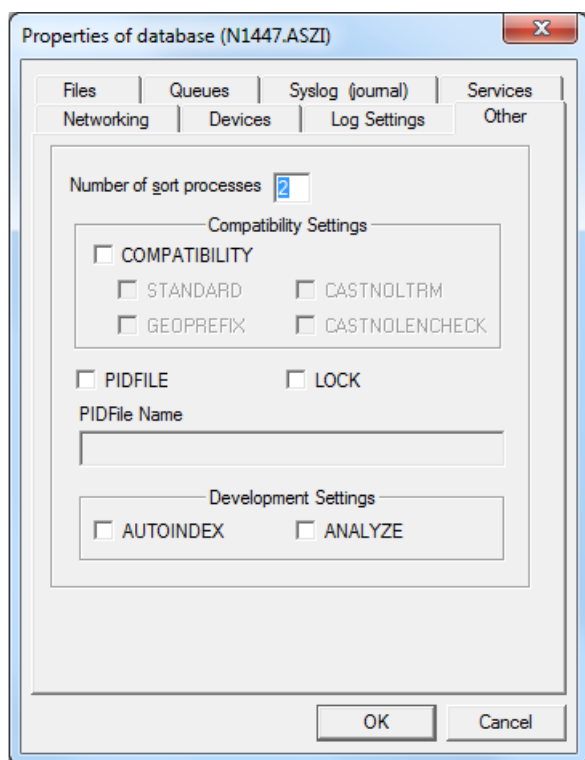 Properties of database (N1447.ASZI)
Files Queues Syslog (journal) Services
Networking Devices Log Settings Other
Number of sort processes 2
Compatibility Settings
COMPATIBILITY
STANDARD CASTNOLTRM
GEOPREFIX CASTNOLENCHECK
PIDFILE LOCK
PIDFile Name
Development Settings
AUTOINDEX ANALYZE
OK Cancel